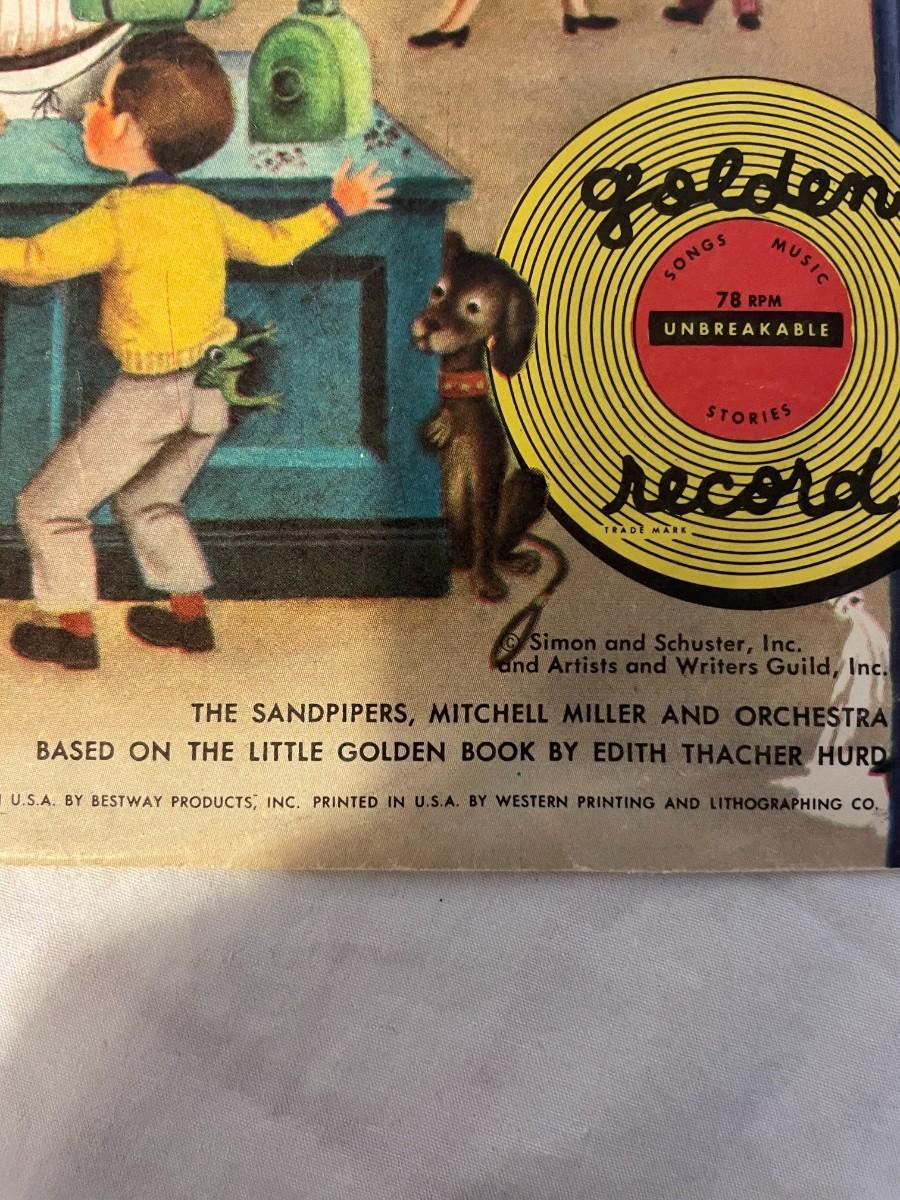 golden
SONGS MUSIC
78 RPM
UNBREAKABLE
STORIES
record
TRADE MARK
© Simon and Schuster, Inc.
and Artists and Writers Guild, Inc.
THE SANDPIPERS, MITCHELL MILLER AND ORCHESTRA
BASED ON THE LITTLE GOLDEN BOOK BY EDITH THACHER HURD
U.S.A. BY BESTWAY PRODUCTS, INC. PRINTED IN U.S.A. BY WESTERN PRINTING AND LITHOGRAPHING CO.